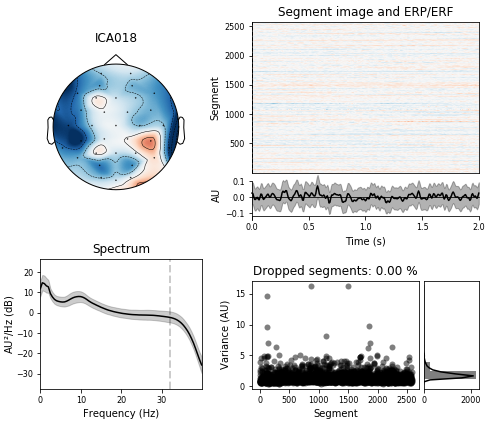 ICA018
Segment image and ERP/ERF
Segment
2500
2000
1500
1000
500
AU
0.1
0.0
−0.1
0.0 0.5 1.0 1.5 2.0
Time (s)
Spectrum
AU²/Hz (dB)
20
10
0
−10
−20
−30
0 10 20 30
Frequency (Hz)
Dropped segments: 0.00 %
Variance (AU)
15
10
5
0
0 500 1000 1500 2000 2500
Segment
0 2000